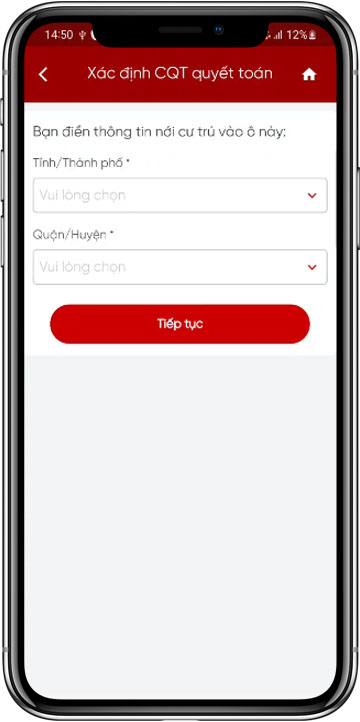 14:50
12%
Xác định CQT quyết toán
Bạn điền thông tin nới cư trú vào ô này:
Tỉnh/Thành phố *
Vui lòng chọn
Quận/Huyện *
Vui lòng chọn
Tiếp tục